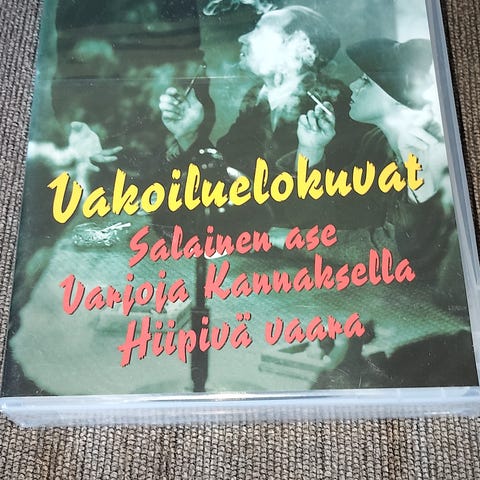 Vakoiluelokuvat
Salainen ase
Varjoja Kannaksella
Hiipivä vaara